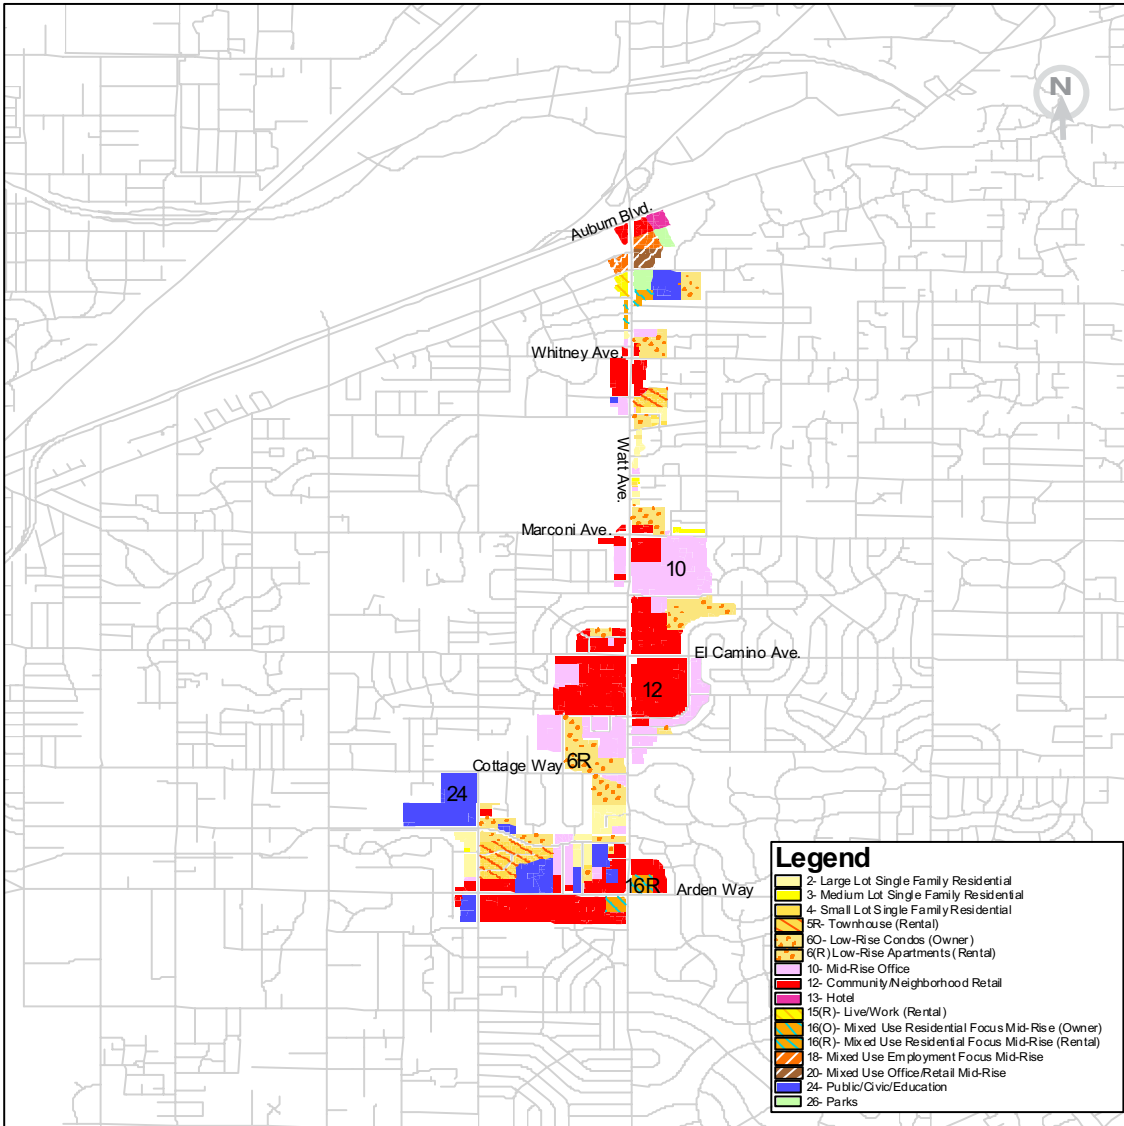 N
Auburn Blvd.
Whitney Ave.
Watt Ave.
Marconi Ave.
10
El Camino Ave.
12
Cottage Way
6R
24
16R
Arden Way
Legend
2- Large Lot Single Family Residential
3- Medium Lot Single Family Residential
4- Small Lot Single Family Residential
5R- Townhouse (Rental)
6O- Low-Rise Condos (Owner)
6(R) Low-Rise Apartments (Rental)
10- Mid-Rise Office
12- Community/Neighborhood Retail
13- Hotel
15(R)- Live/Work (Rental)
16(O)- Mixed Use Residential Focus Mid-Rise (Owner)
16(R)- Mixed Use Residential Focus Mid-Rise (Rental)
18- Mixed Use Employment Focus Mid-Rise
20- Mixed Use Office/Retail Mid-Rise
24- Public/Civic/Education
26- Parks